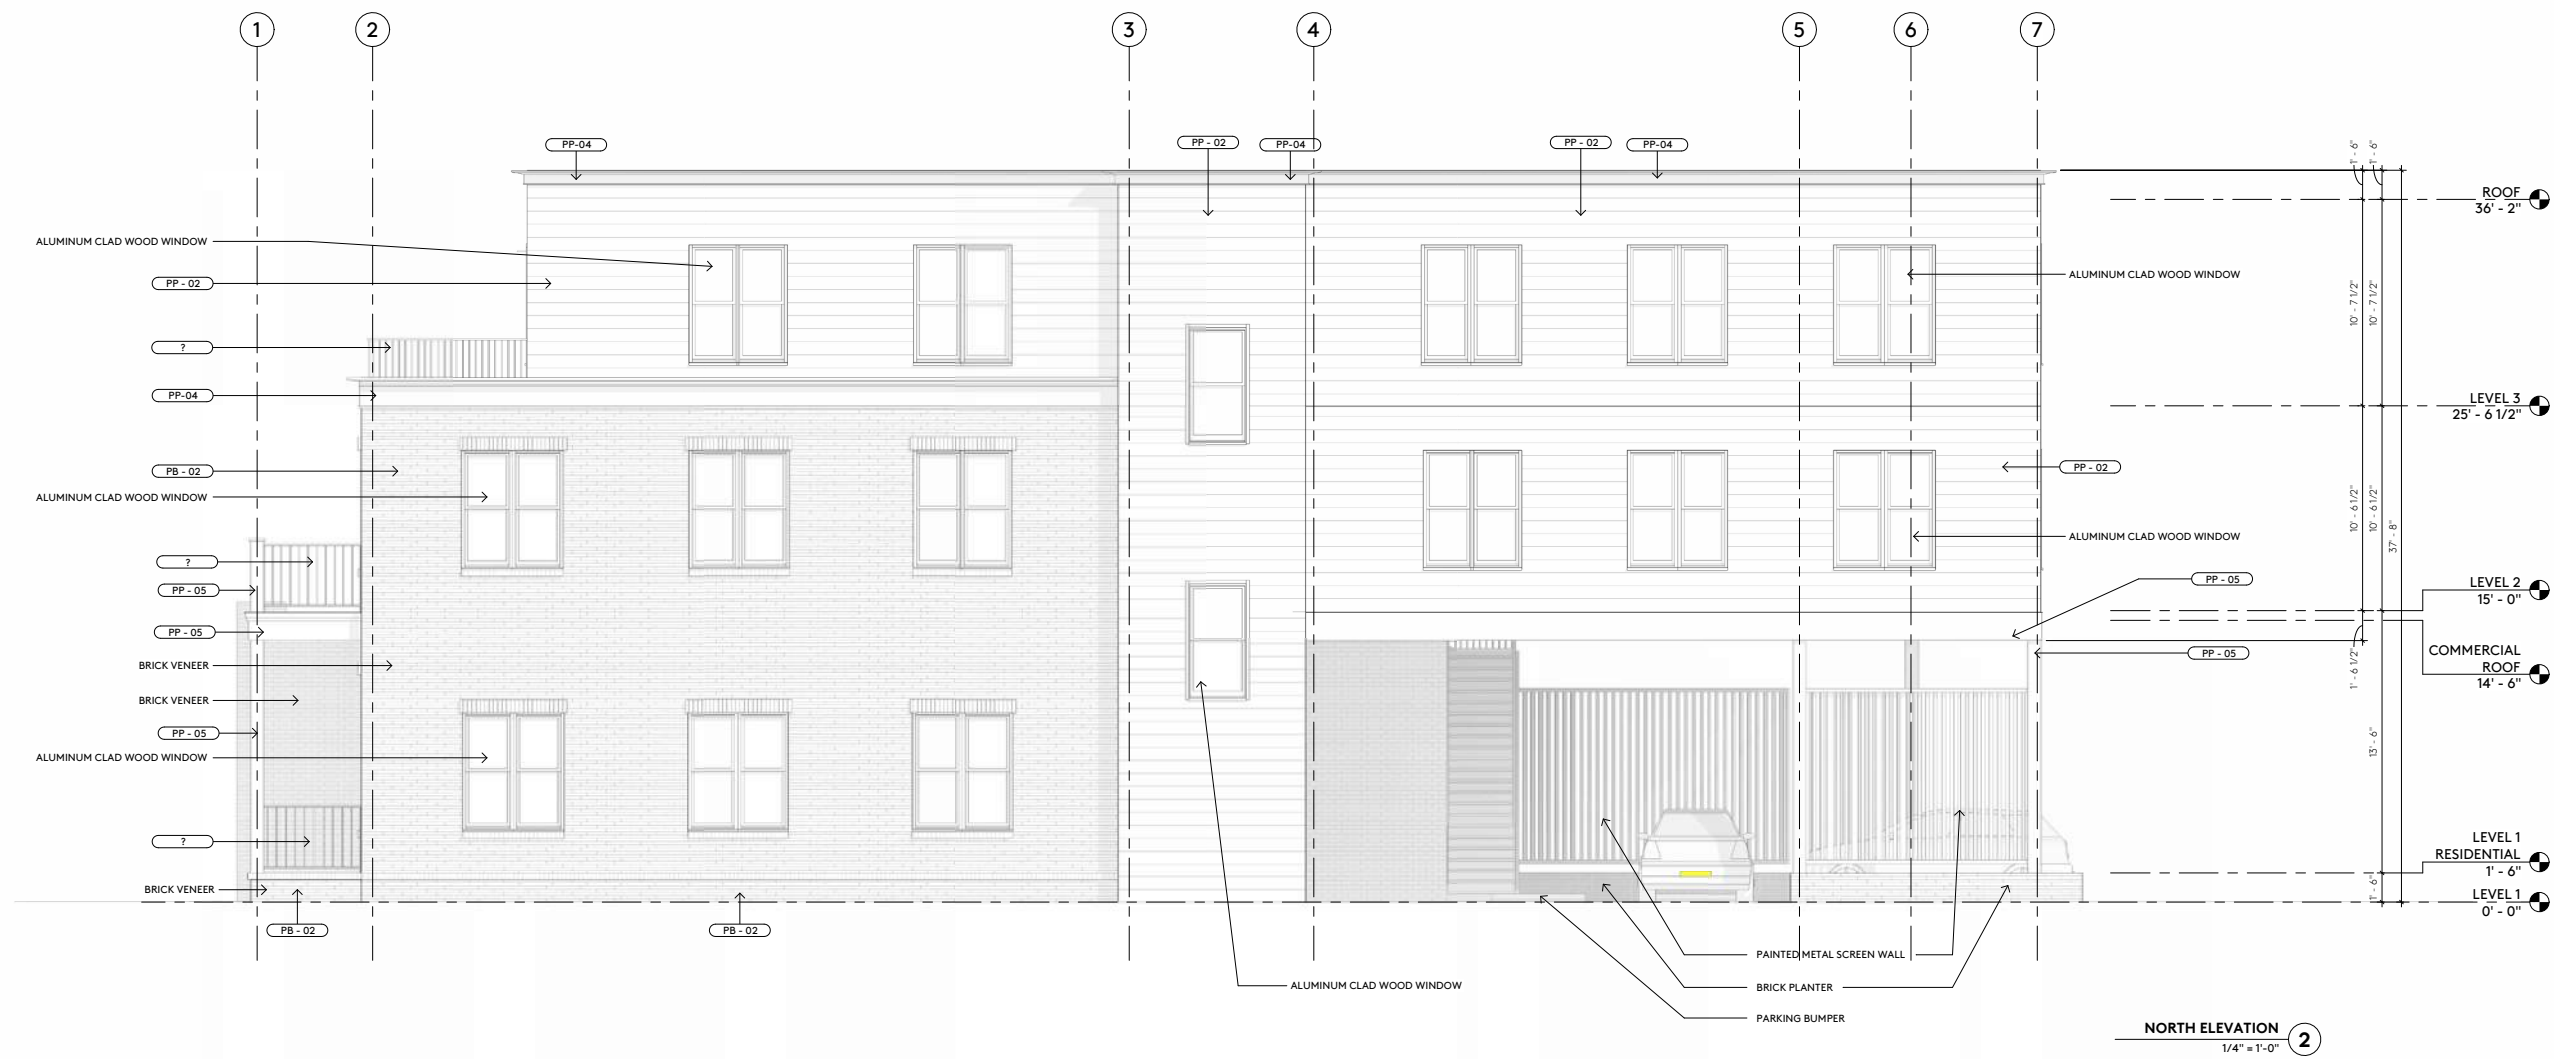 1
2
3
4
5
6
7
PP-04
PP - 02
PP-04
PP - 02
PP-04
1' - 6"
1' - 6"
ROOF
36' - 2"
ALUMINUM CLAD WOOD WINDOW
ALUMINUM CLAD WOOD WINDOW
PP - 02
10' - 7 1/2"
10' - 7 1/2"
?
PP-04
LEVEL 3
25' - 6 1/2"
PB - 02
PP - 02
ALUMINUM CLAD WOOD WINDOW
10' - 6 1/2"
10' - 6 1/2"
37' - 8"
ALUMINUM CLAD WOOD WINDOW
?
PP - 05
PP - 05
LEVEL 2
15' - 0"
PP - 05
PP - 05
COMMERCIAL
ROOF
14' - 6"
1' - 6 1/2"
BRICK VENEER
BRICK VENEER
PP - 05
13' - 6"
ALUMINUM CLAD WOOD WINDOW
?
LEVEL 1
RESIDENTIAL
1' - 6"
BRICK VENEER
1' - 6"
LEVEL 1
0' - 0"
PB - 02
PB - 02
PAINTED METAL SCREEN WALL
ALUMINUM CLAD WOOD WINDOW
BRICK PLANTER
PARKING BUMPER
NORTH ELEVATION
2
1/4" = 1'-0"